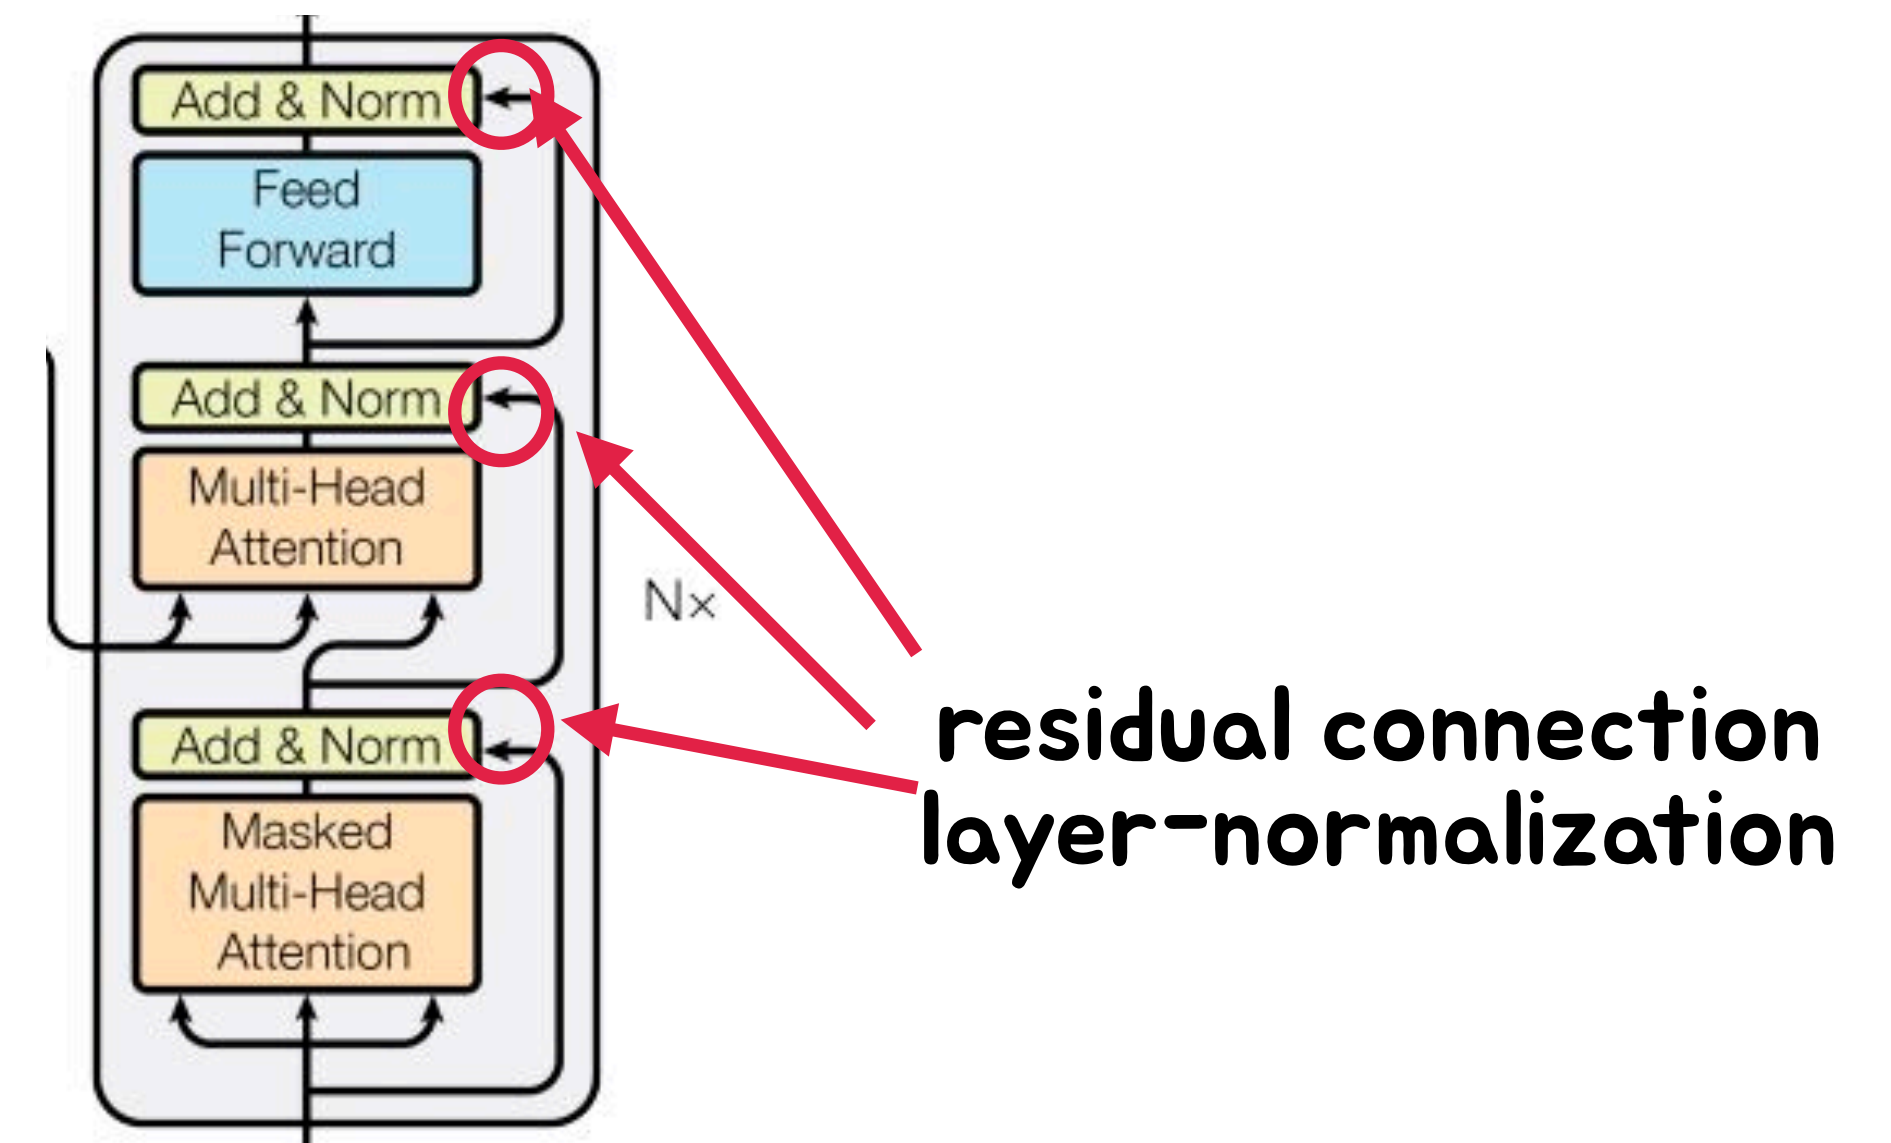 Add & Norm
Feed
Forward
Add & Norm
Multi-Head
Attention
N×
Add & Norm
Masked
Multi-Head
Attention
residual connection
layer-normalization